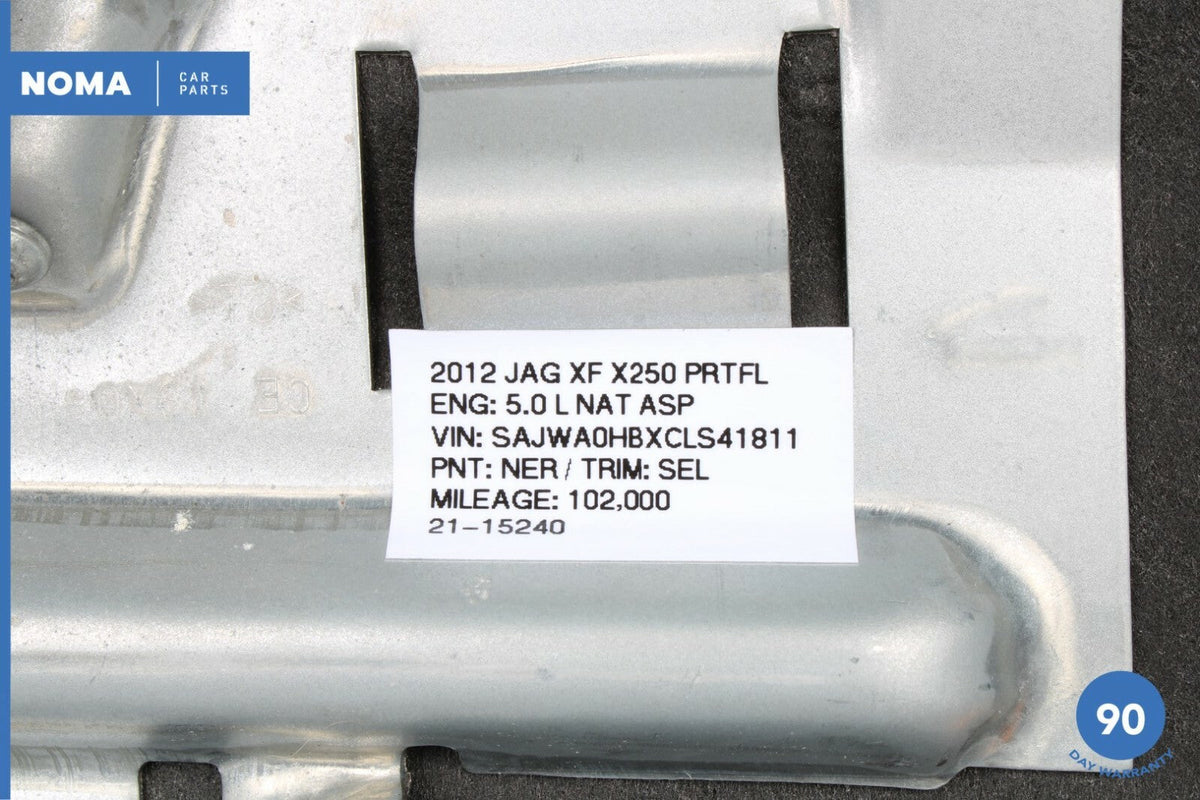 NOMA
CAR
PARTS
2012 JAG XF X250 PRTFL
ENG: 5.0 L NAT ASP
VIN: SAJWA0HBXCLS41811
PNT: NER / TRIM: SEL
MILEAGE: 102,000
21-15240
90
DAY WARRANTY